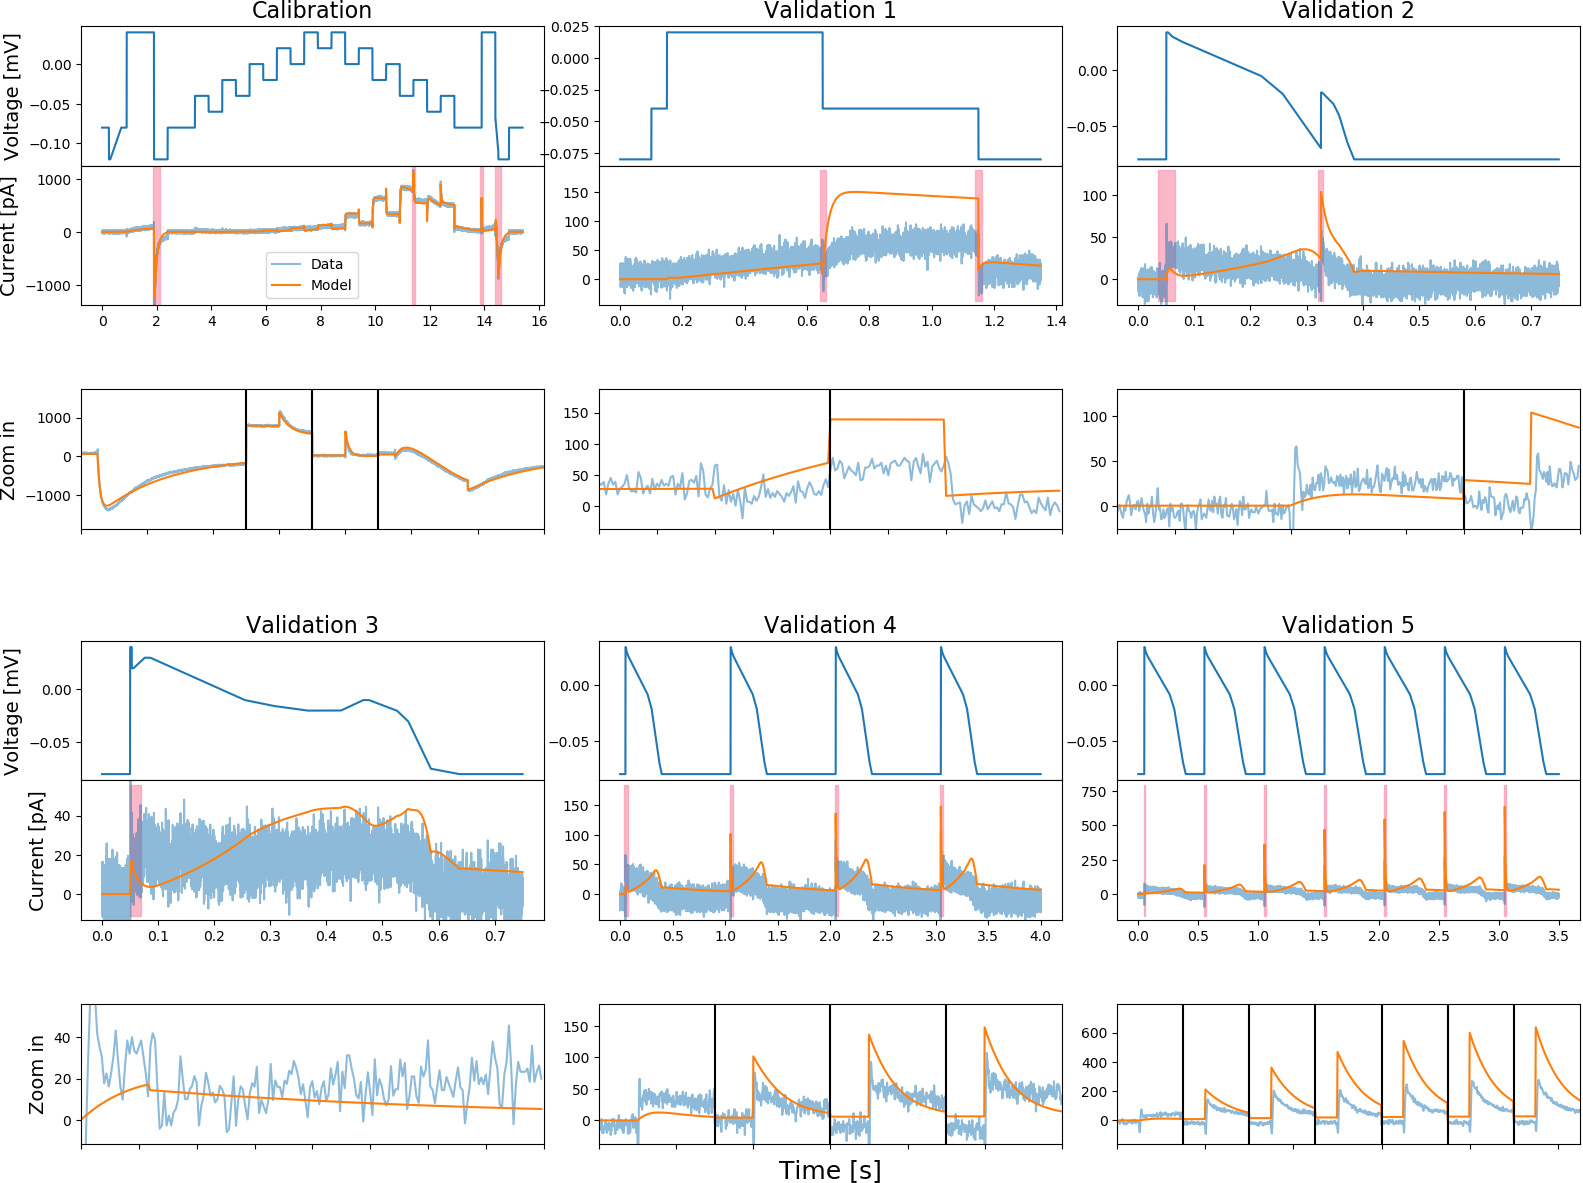 Calibration
Validation 1
Validation 2
Voltage [mV]
0.00
−0.05
−0.10
0.025
0.000
−0.025
−0.050
−0.075
0.00
−0.05
Current [pA]
1000
0
−1000
Data
Model
150
100
50
0
100
50
0
0 2 4 6 8 10 12 14 16
0.0 0.2 0.4 0.6 0.8 1.0 1.2 1.4
0.0 0.1 0.2 0.3 0.4 0.5 0.6 0.7
Zoom in
1000
0
−1000
150
100
50
0
100
50
0
Validation 3
Validation 4
Validation 5
Voltage [mV]
0.00
−0.05
0.00
−0.05
0.00
−0.05
Current [pA]
40
20
0
150
100
50
0
750
500
250
0
0.0 0.1 0.2 0.3 0.4 0.5 0.6 0.7
0.0 0.5 1.0 1.5 2.0 2.5 3.0 3.5 4.0
0.0 0.5 1.0 1.5 2.0 2.5 3.0 3.5
Zoom in
40
20
0
150
100
50
0
600
400
200
0
Time [s]